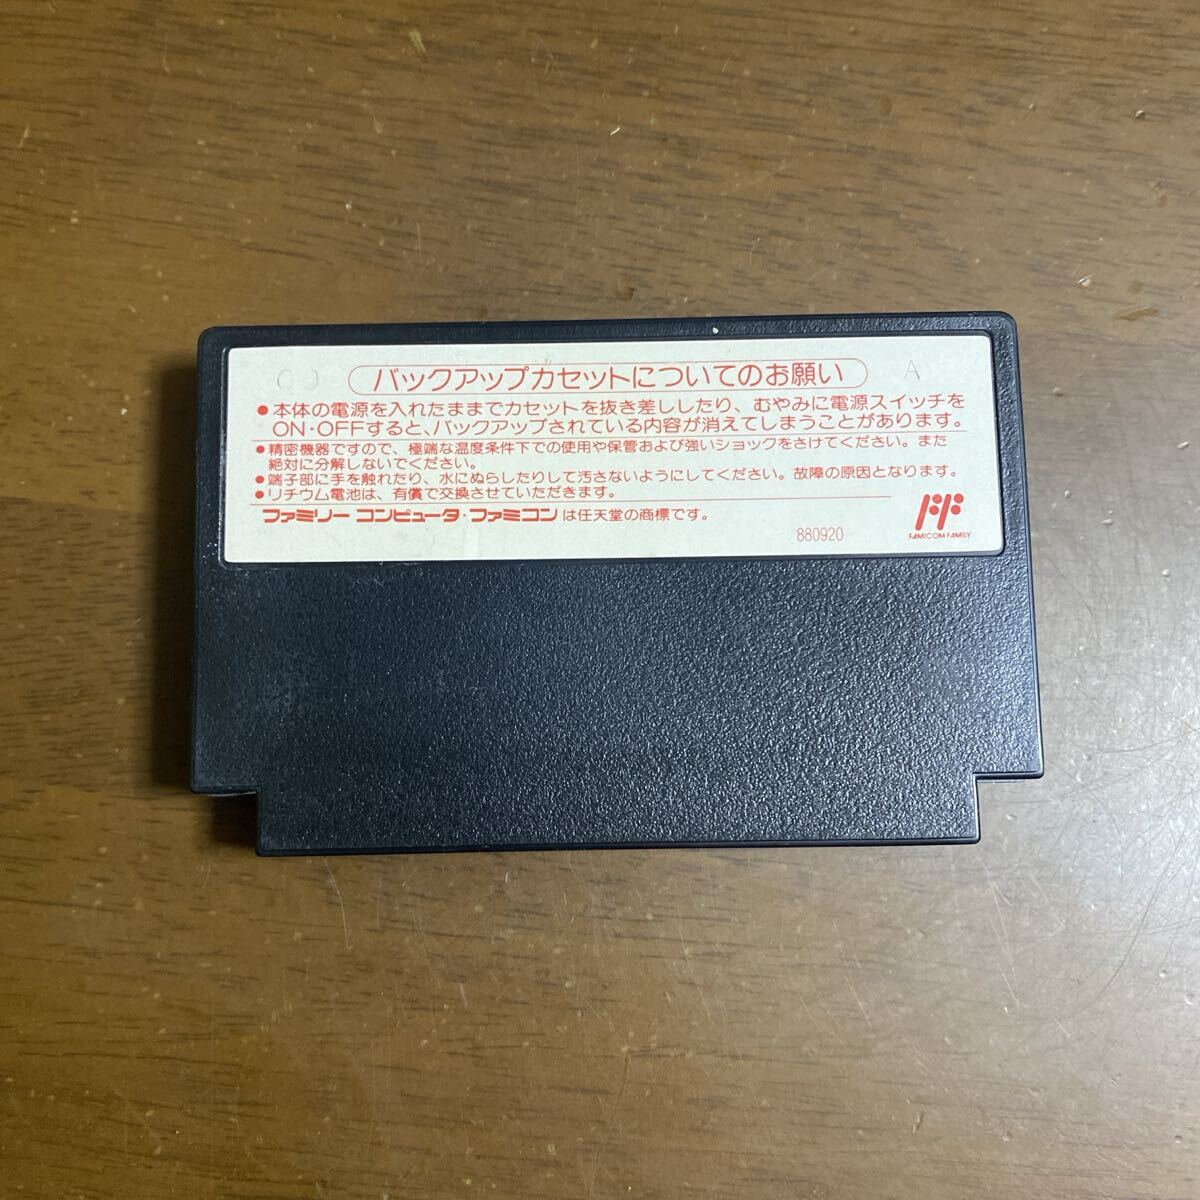 バックアップカセットについてのお願い
A
●本体の電源を入れたままでカセットを抜き差ししたり、むやみに電源スイッチを
ON・OFFすると、バックアップされている内容が消えてしまうことがあります。
●精密機器ですので、極端な温度条件下での使用や保管および強いショックをさけてください。また
絶対に分解しないでください。
●端子部に手を触れたり、水にぬらしたりして汚さないようにしてください。故障の原因となります。
●リチウム電池は、有償で交換させていただきます。
ファミリー コンピュータ・ファミコン は任天堂の商標です。
880920
FAMICOM FAMILY